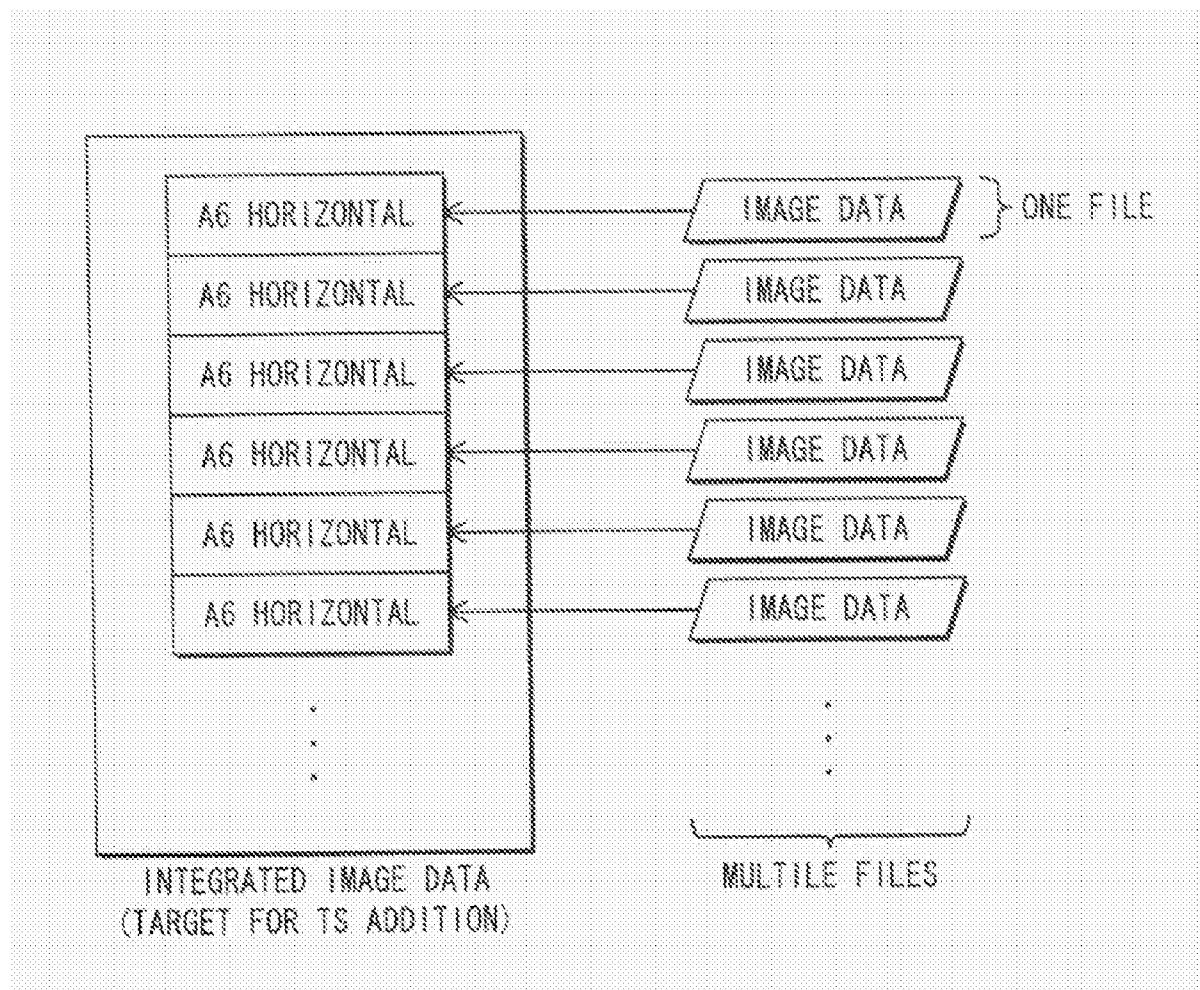 A6 HORIZONTAL IMAGE DATA ONE FILE
A6 HORIZONTAL IMAGE DATA
A6 HORIZONTAL IMAGE DATA
A6 HORIZONTAL IMAGE DATA
A6 HORIZONTAL IMAGE DATA
A6 HORIZONTAL IMAGE DATA
INTEGRATED IMAGE DATA
(TARGET FOR TS ADDITION)
MULTILE FILES